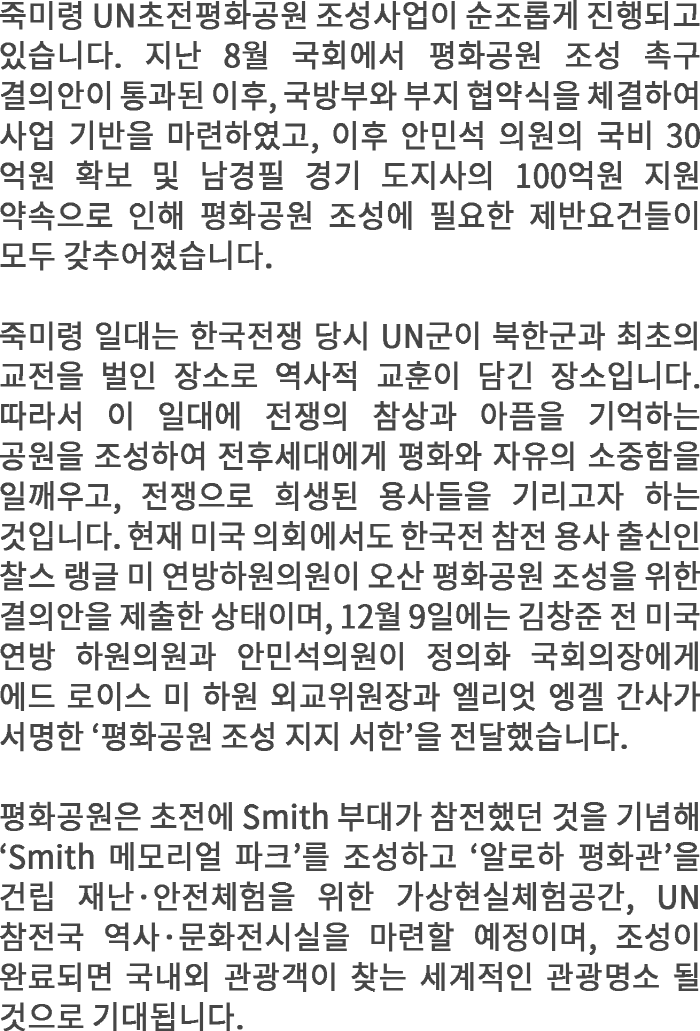 죽미령 UN초전평화공원 조성사업이 순조롭게 진행되고
있습니다. 지난 8월 국회에서 평화공원 조성 촉구
결의안이 통과된 이후, 국방부와 부지 협약식을 체결하여
사업 기반을 마련하였고, 이후 안민석 의원의 국비 30
억원 확보 및 남경필 경기 도지사의 100억원 지원
약속으로 인해 평화공원 조성에 필요한 제반요건들이
모두 갖추어졌습니다.

죽미령 일대는 한국전쟁 당시 UN군이 북한군과 최초의
교전을 벌인 장소로 역사적 교훈이 담긴 장소입니다.
따라서 이 일대에 전쟁의 참상과 아픔을 기억하는
공원을 조성하여 전후세대에게 평화와 자유의 소중함을
일깨우고, 전쟁으로 희생된 용사들을 기리고자 하는
것입니다. 현재 미국 의회에서도 한국전 참전 용사 출신인
찰스 랭글 미 연방하원의원이 오산 평화공원 조성을 위한
결의안을 제출한 상태이며, 12월 9일에는 김창준 전 미국
연방 하원의원과 안민석의원이 정의화 국회의장에게
에드 로이스 미 하원 외교위원장과 엘리엇 엥겔 간사가
서명한 ‘평화공원 조성 지지 서한’을 전달했습니다.

평화공원은 초전에 Smith 부대가 참전했던 것을 기념해
‘Smith 메모리얼 파크’를 조성하고 ‘알로하 평화관’을
건립 재난·안전체험을 위한 가상현실체험공간, UN
참전국 역사·문화전시실을 마련할 예정이며, 조성이
완료되면 국내외 관광객이 찾는 세계적인 관광명소 될
것으로 기대됩니다.